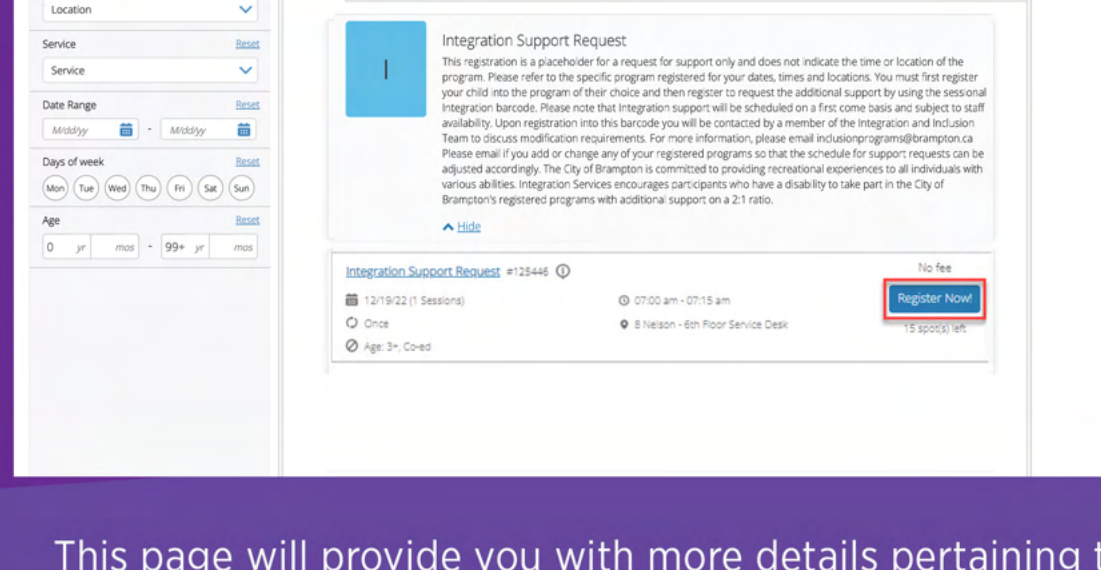 Location
Service Reset
Service
Date Range Reset
M/dd/yy - M/dd/yy
Days of week Reset
Mon Tue Wed Thu Fri Sat Sun
Age Reset
0 yr mos - 99+ yr mos
I
Integration Support Request
This registration is a placeholder for a request for support only and does not indicate the time or location of the
program. Please refer to the specific program registered for your dates, times and locations. You must first register
your child into the program of their choice and then register to request the additional support by using the sessional
Integration barcode. Please note that Integration support will be scheduled on a first come basis and subject to staff
availability. Upon registration into this barcode you will be contacted by a member of the Integration and Inclusion
Team to discuss modification requirements. For more information, please email inclusionprograms@brampton.ca
Please email if you add or change any of your registered programs so that the schedule for support requests can be
adjusted accordingly. The City of Brampton is committed to providing recreational experiences to all individuals with
various abilities. Integration Services encourages participants who have a disability to take part in the City of
Brampton's registered programs with additional support on a 2:1 ratio.
Hide
Integration Support Request #125446
No fee
12/19/22 (1 Sessions)
07:00 am - 07:15 am
Register Now!
Once
8 Nelson - 6th Floor Service Desk
15 spot(s) left
Age: 3+, Co-ed
This page will provide you with more details pertaining t